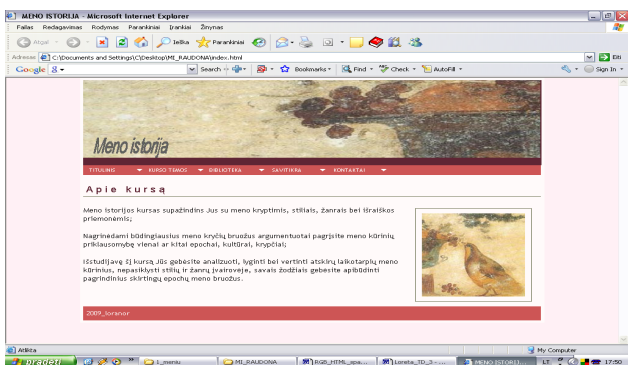 MENO ISTORIJA - Microsoft Internet Explorer
Failas Redagavimas Rodymas Parankiniai Įrankiai Žinynas
Atgal Ieška Parankiniai
Adresas C:\Documents and Settings\C\Desktop\MI_RAUDONA\index.html Eiti
Google Search Bookmarks Find Check AutoFill Sign In
Meno istorija
TITULINIS KURSO TEMOS BIBLIOTEKA SAVITIKRA KONTAKTAI
Apie kursą
Meno istorijos kursas supažindins Jus su meno kryptimis, stiliais, žanrais bei išraiškos
priemonėmis;
Nagrinėdami būdingiausius meno krypčių bruožus argumentuotai pagrįsite meno kūrinių
priklausomybę vienai ar kitai epochai, kultūrai, krypčiai;
Išstudijavę šį kursą Jūs gebėsite analizuoti, lyginti bei vertinti atskirų laikotarpių meno
kūrinius, nepasiklysti stilių ir žanrų įvairovėje, savais žodžiais gebėsite apibūdinti
pagrindinius skirtingų epochų meno bruožus.
2009_loranor
Atlikta My Computer
pradėti 1_meniu MI_RAUDONA RGB_HTML_spa... Loreta_TD_3 - ... MENO ISTORIJ... LT 17:50